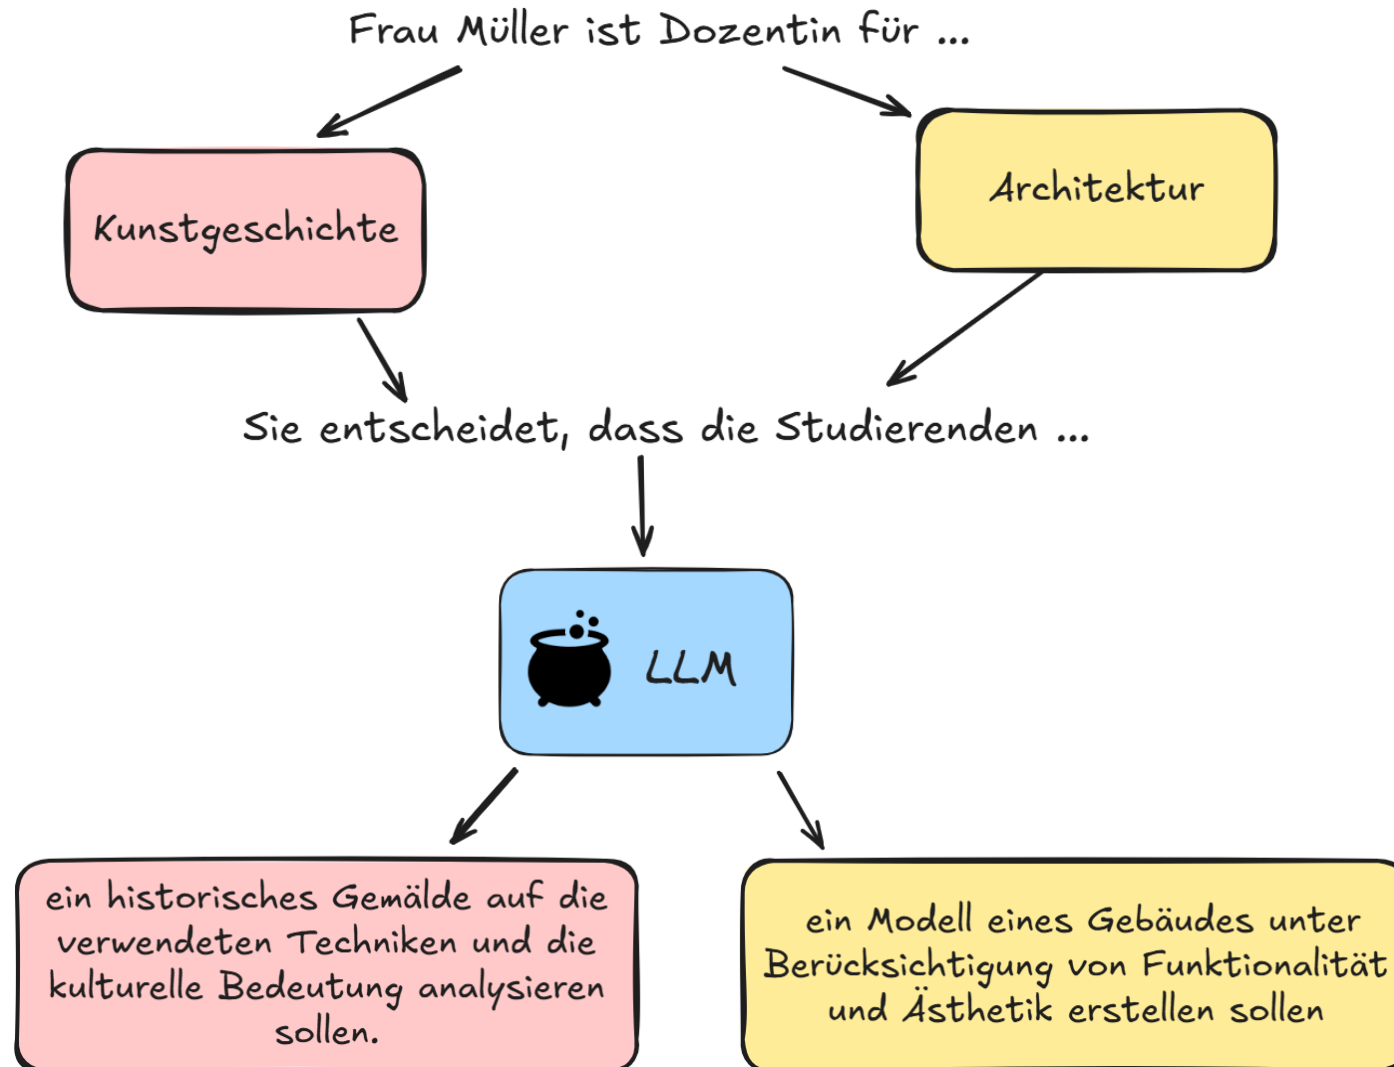 Frau Müller ist Dozentin für ...
Kunstgeschichte
Architektur
Sie entscheidet, dass die Studierenden ...
LLM
ein historisches Gemälde auf die
verwendeten Techniken und die
kulturelle Bedeutung analysieren
sollen.
ein Modell eines Gebäudes unter
Berücksichtigung von Funktionalität
und Ästhetik erstellen sollen